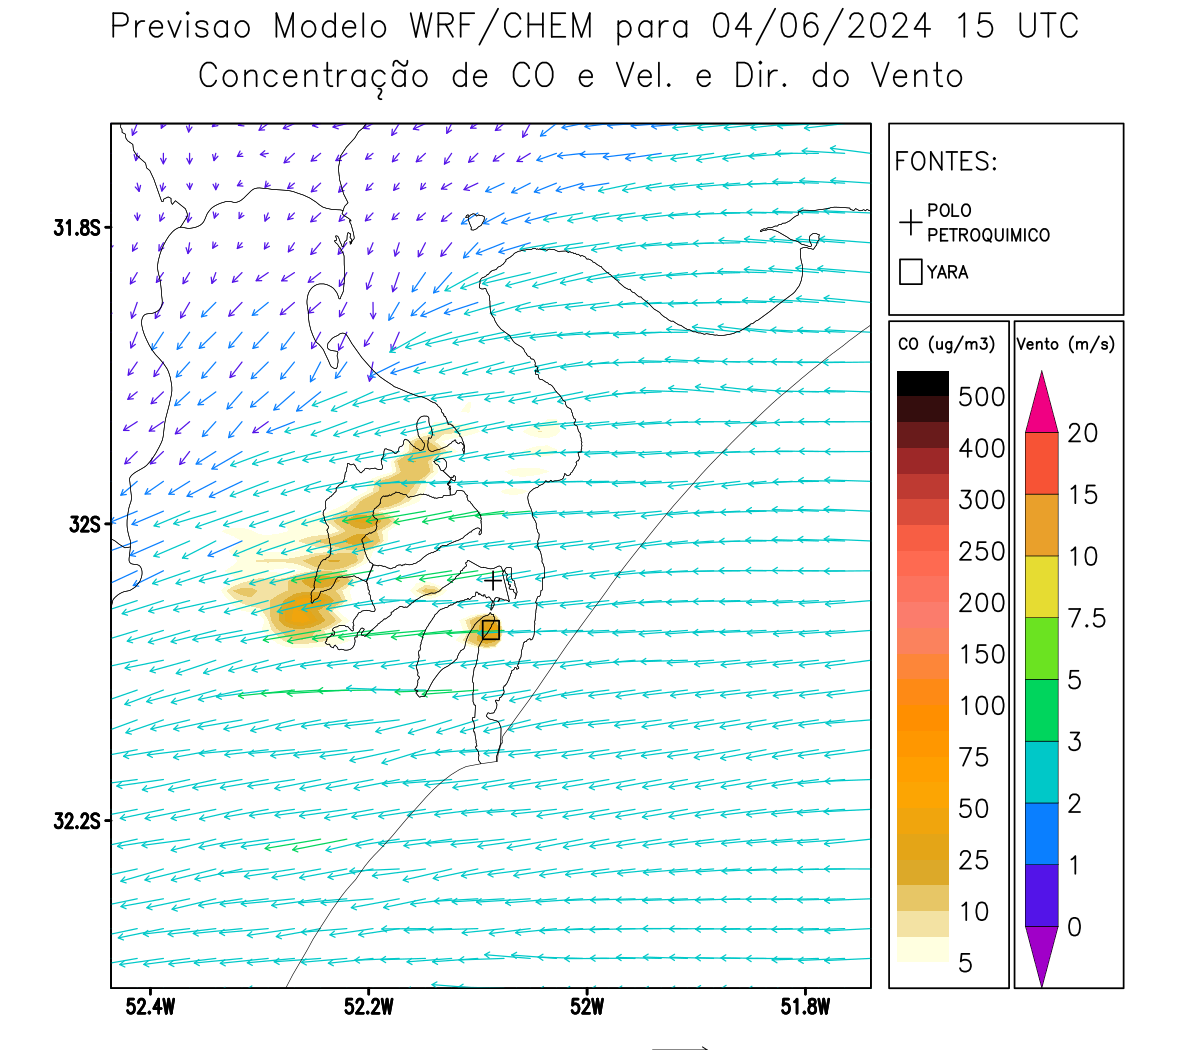 Previsao Modelo WRF/CHEM para 04/06/2024 15 UTC
Concentração de CO e Vel. e Dir. do Vento
FONTES:
POLO
PETROQUIMICO
YARA
31.8S
32S
32.2S
52.4W
52.2W
52W
51.8W
CO (ug/m3)
500
400
300
250
200
150
100
75
50
25
10
5
Vento (m/s)
20
15
10
7.5
5
3
2
1
0